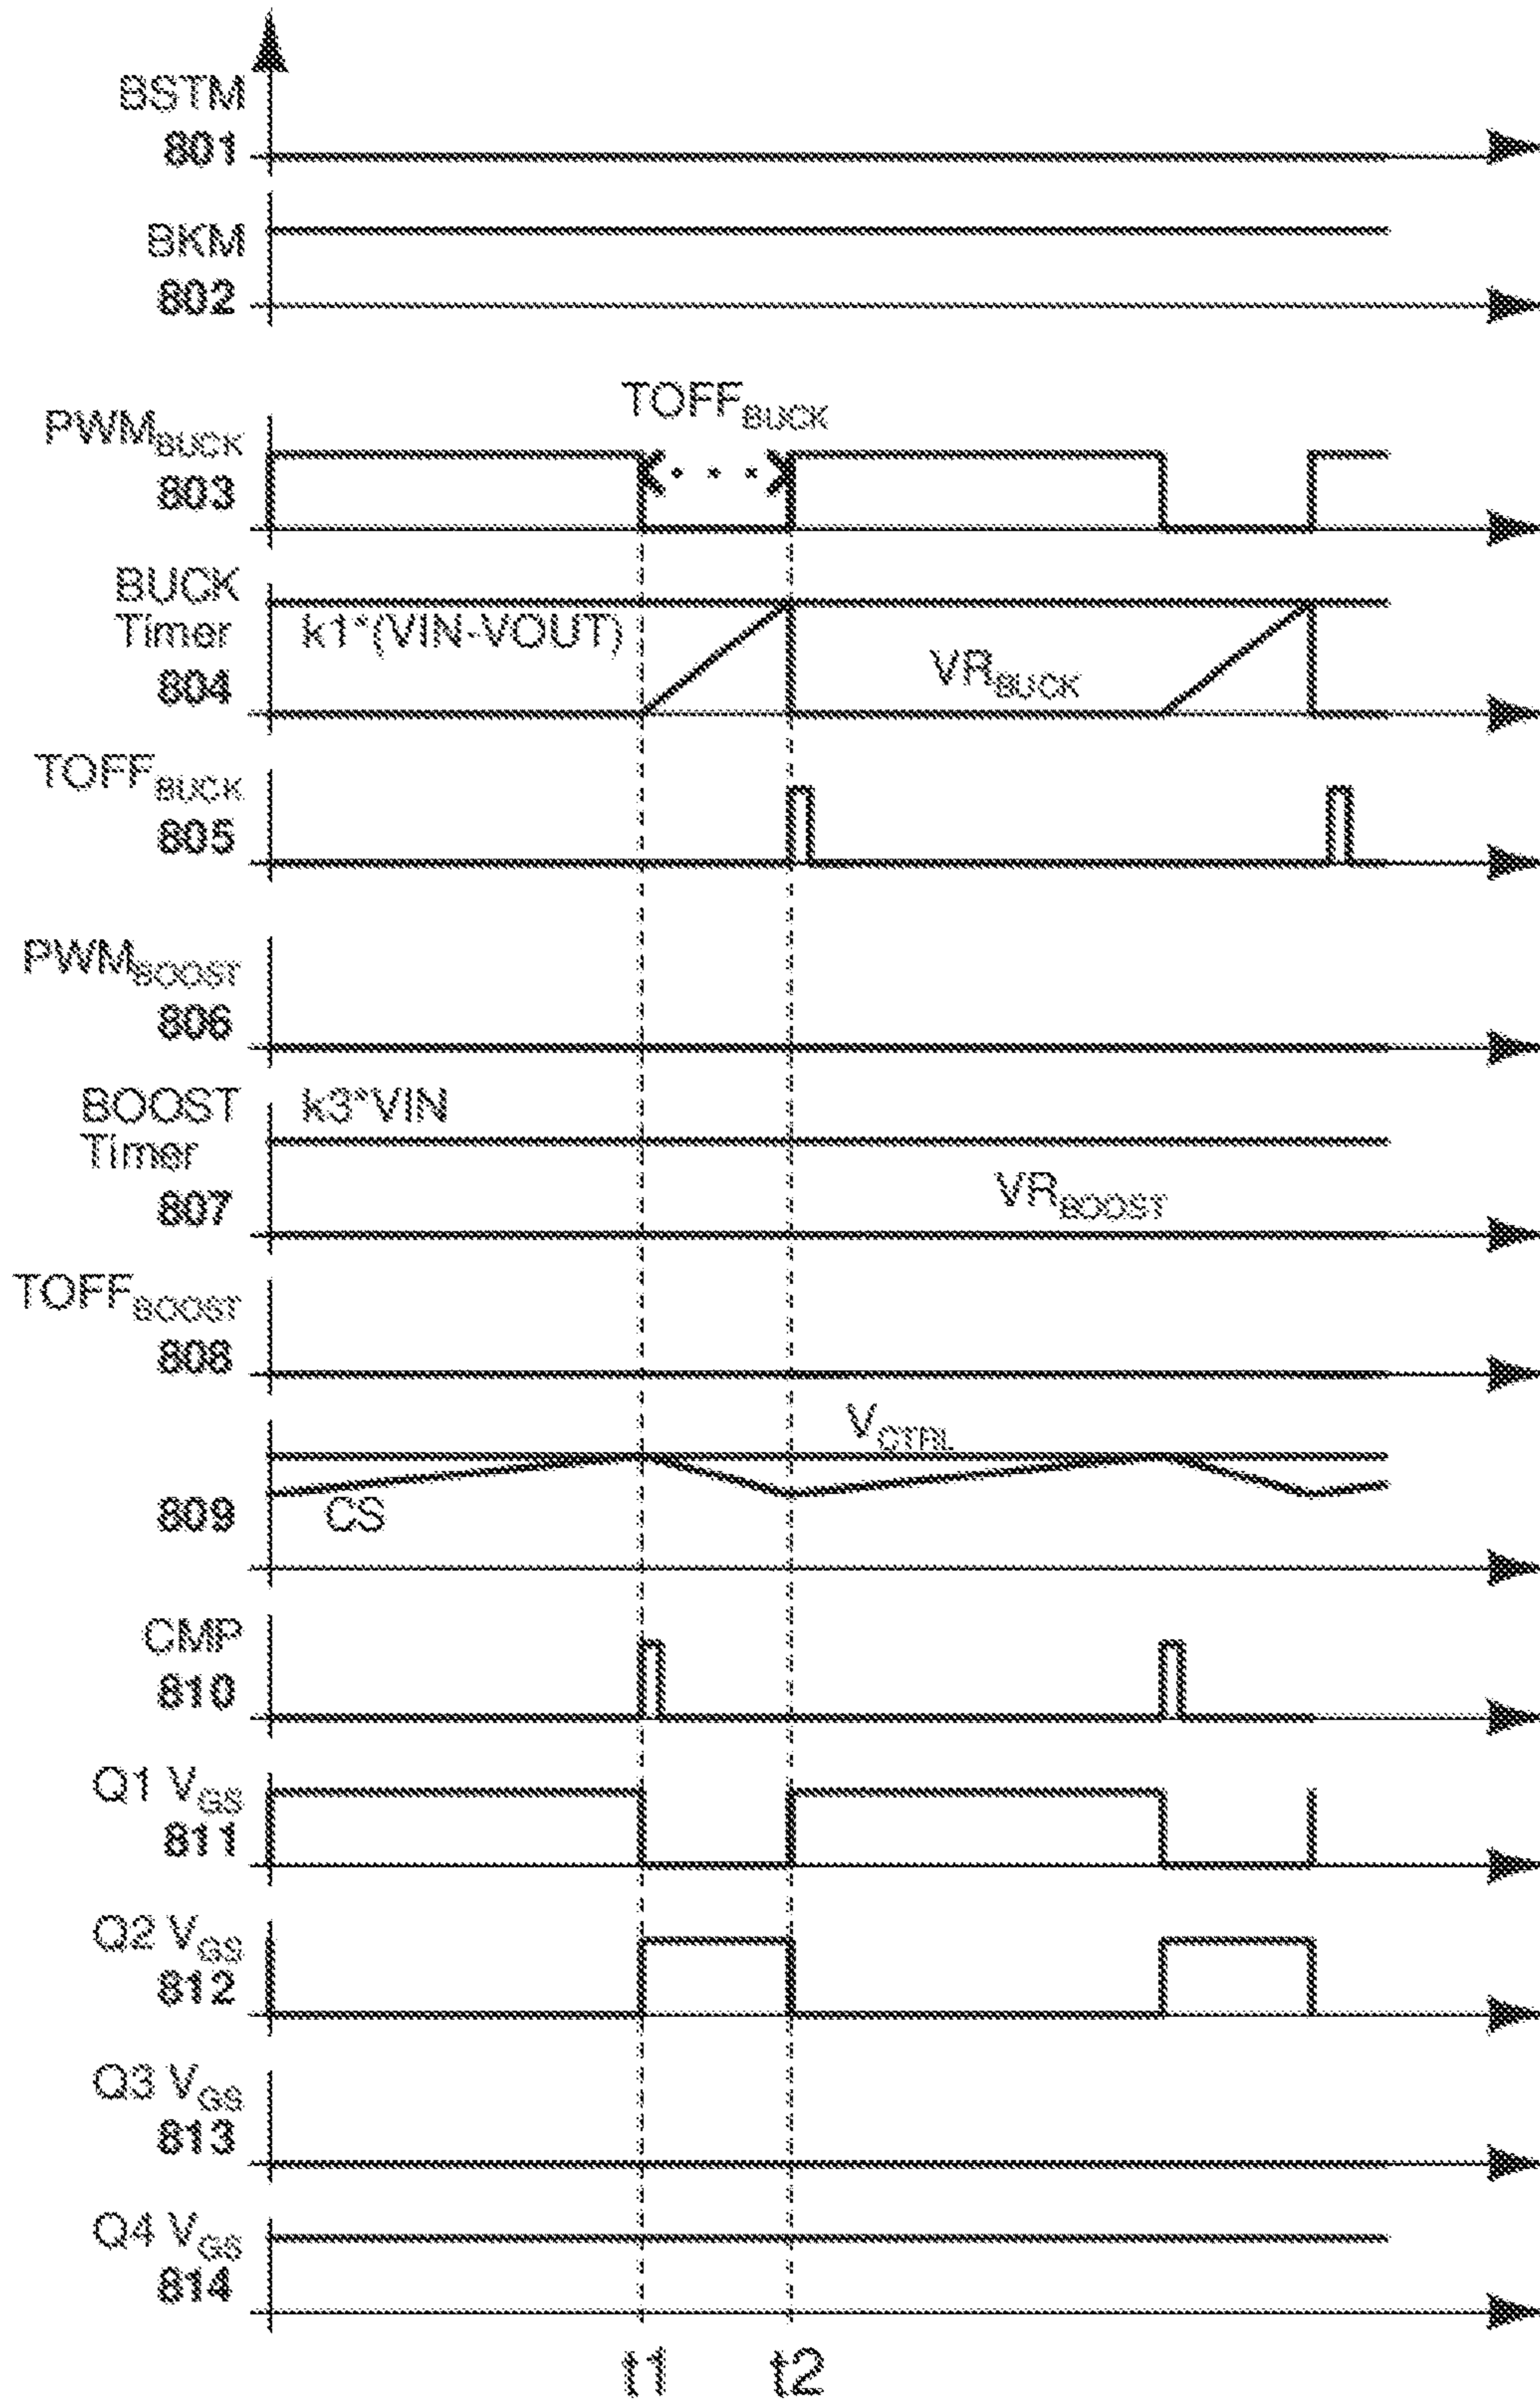 BSTM
801
BKM
802
TOFFBUCK
PWMBUCK
803
BUCK
Timer
804
k1*(VIN-VOUT)
VRBUCK
TOFFBUCK
805
PWMBOOST
806
BOOST
Timer
807
k3*VIN
VRBOOST
TOFFBOOST
808
VCTRL
809
CS
CMP
810
Q1 VGS
811
Q2 VGS
812
Q3 VGS
813
Q4 VGS
814
t1 t2